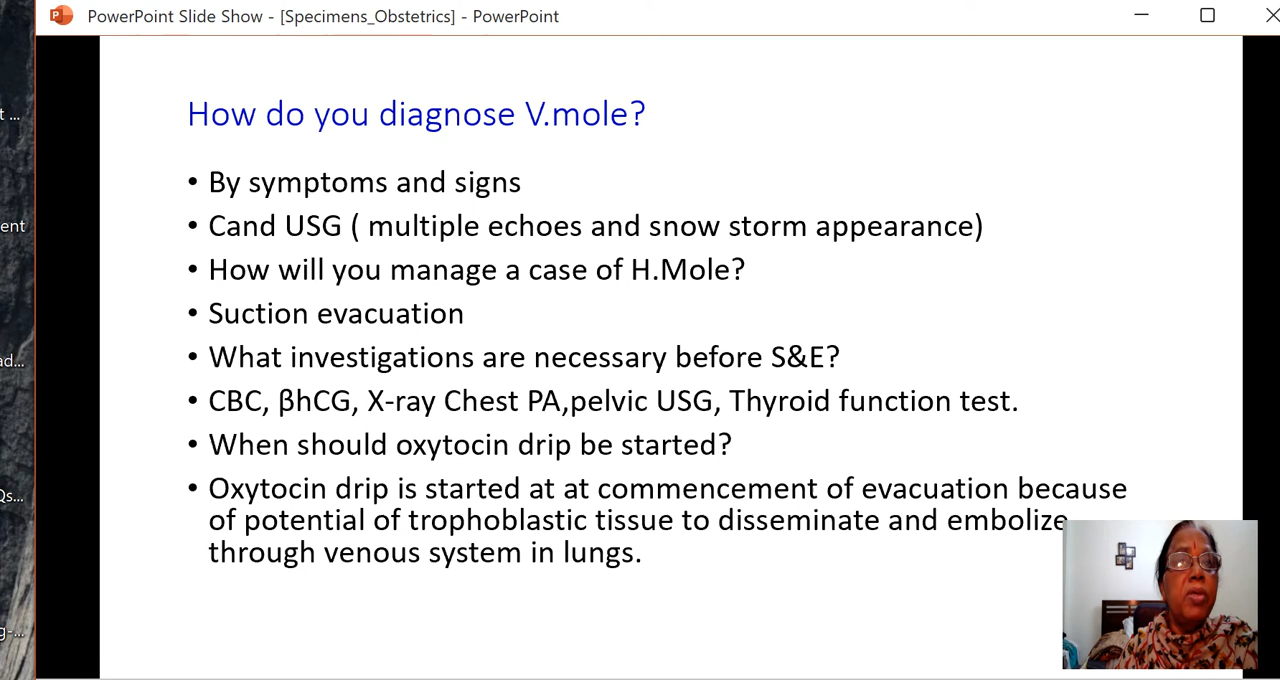 PowerPoint Slide Show - [Specimens_Obstetrics] - PowerPoint
How do you diagnose V.mole?
• By symptoms and signs
• Cand USG ( multiple echoes and snow storm appearance)
• How will you manage a case of H.Mole?
• Suction evacuation
• What investigations are necessary before S&E?
• CBC, βhCG, X-ray Chest PA,pelvic USG, Thyroid function test.
• When should oxytocin drip be started?
• Oxytocin drip is started at at commencement of evacuation because
of potential of trophoblastic tissue to disseminate and embolize
through venous system in lungs.